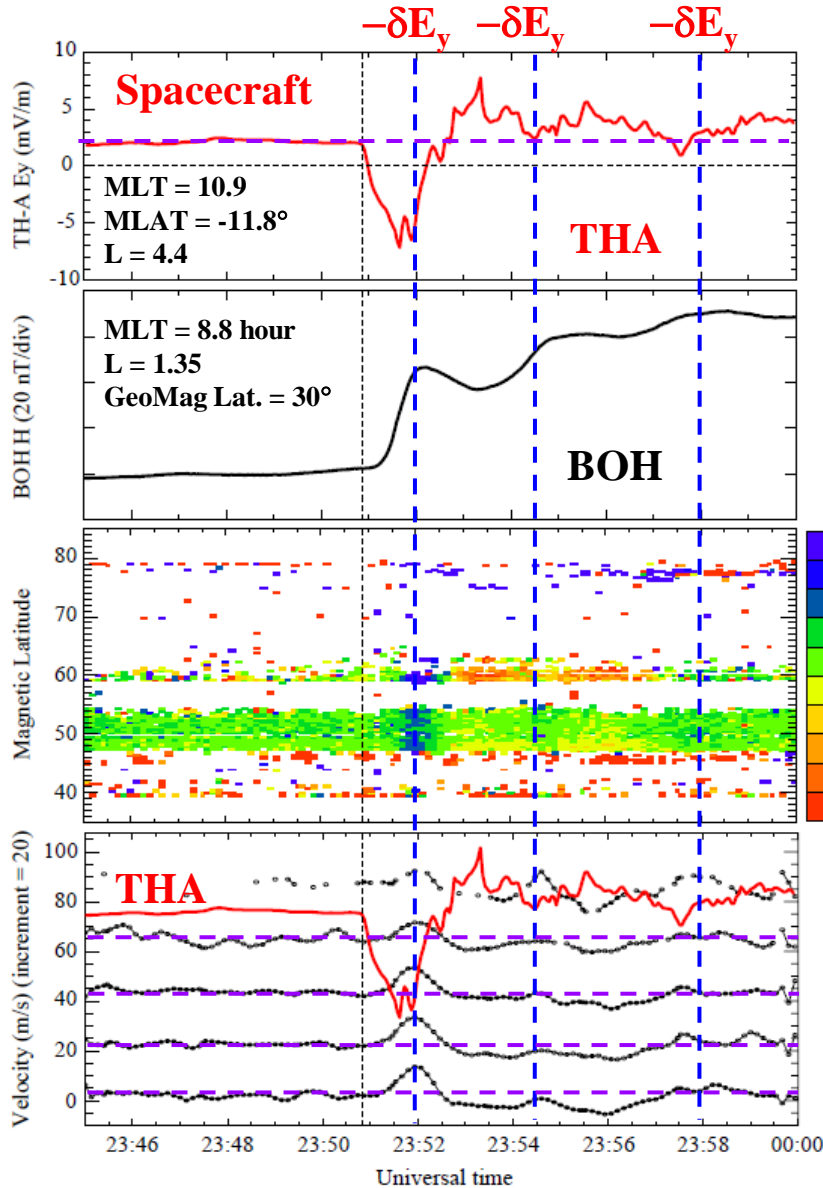 −δEy −δEy −δEy
TH-A Ey (mV/m)
10
5
0
-5
-10
Spacecraft
MLT = 10.9
MLAT = -11.8°
L = 4.4
THA
BOH H (20 nT/div)
MLT = 8.8 hour
L = 1.35
GeoMag Lat. = 30°
BOH
Magnetic Latitude
80
70
60
50
40
Velocity (m/s) (increment = 20)
100
80
60
40
20
0
THA
23:46 23:48 23:50 23:52 23:54 23:56 23:58 00:00
Universal time